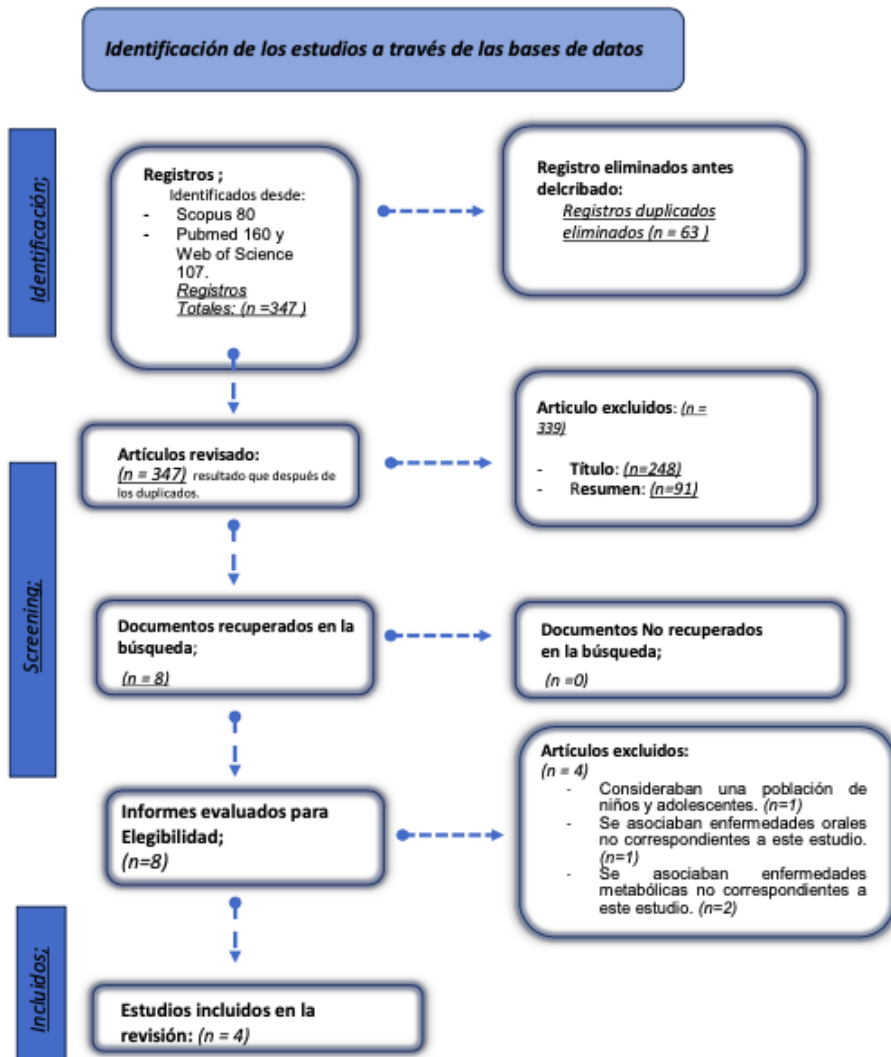 Identificación de los estudios a través de las bases de datos
Identificación;
Registros ;
Identificados desde:
- Scopus 80
- Pubmed 160 y
Web of Science
107.
Registros
Totales: (n =347 )
Registro eliminados antes
delcribado:
Registros duplicados
eliminados (n = 63 )
Screening;
Artículos revisado:
(n = 347) resultado que después de
los duplicados.
Articulo excluidos: (n =
339)
- Título: (n=248)
- Resumen: (n=91)
Documentos recuperados en la
búsqueda;
(n = 8)
Documentos No recuperados
en la búsqueda;
(n =0)
Informes evaluados para
Elegibilidad;
(n=8)
Artículos excluidos:
(n = 4)
- Consideraban una población de
niños y adolescentes. (n=1)
- Se asociaban enfermedades orales
no correspondientes a este estudio.
(n=1)
- Se asociaban enfermedades
metabólicas no correspondientes a
este estudio. (n=2)
Incluidos;
Estudios incluidos en la
revisión: (n = 4)